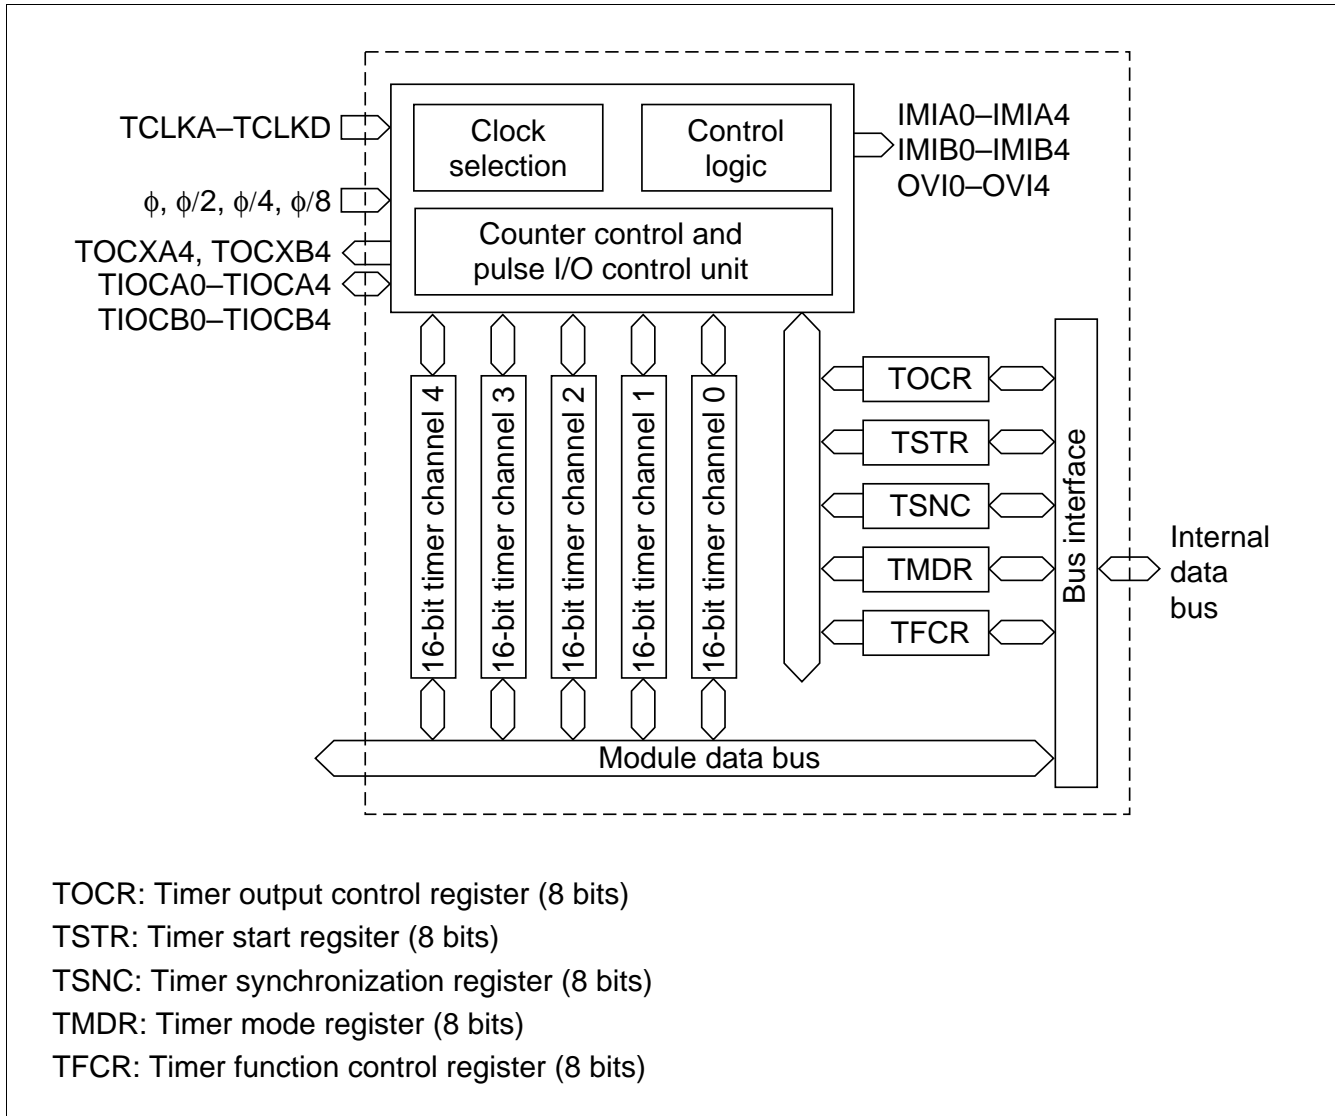 TCLKA–TCLKD
ϕ, ϕ/2, ϕ/4, ϕ/8
TOCXA4, TOCXB4
TIOCA0–TIOCA4
TIOCB0–TIOCB4
Clock
selection
Control
logic
Counter control and
pulse I/O control unit
IMIA0–IMIA4
IMIB0–IMIB4
OVI0–OVI4
16-bit timer channel 4
16-bit timer channel 3
16-bit timer channel 2
16-bit timer channel 1
16-bit timer channel 0
TOCR
TSTR
TSNC
TMDR
TFCR
Bus interface
Internal
data
bus
Module data bus
TOCR: Timer output control register (8 bits)
TSTR: Timer start regsiter (8 bits)
TSNC: Timer synchronization register (8 bits)
TMDR: Timer mode register (8 bits)
TFCR: Timer function control register (8 bits)